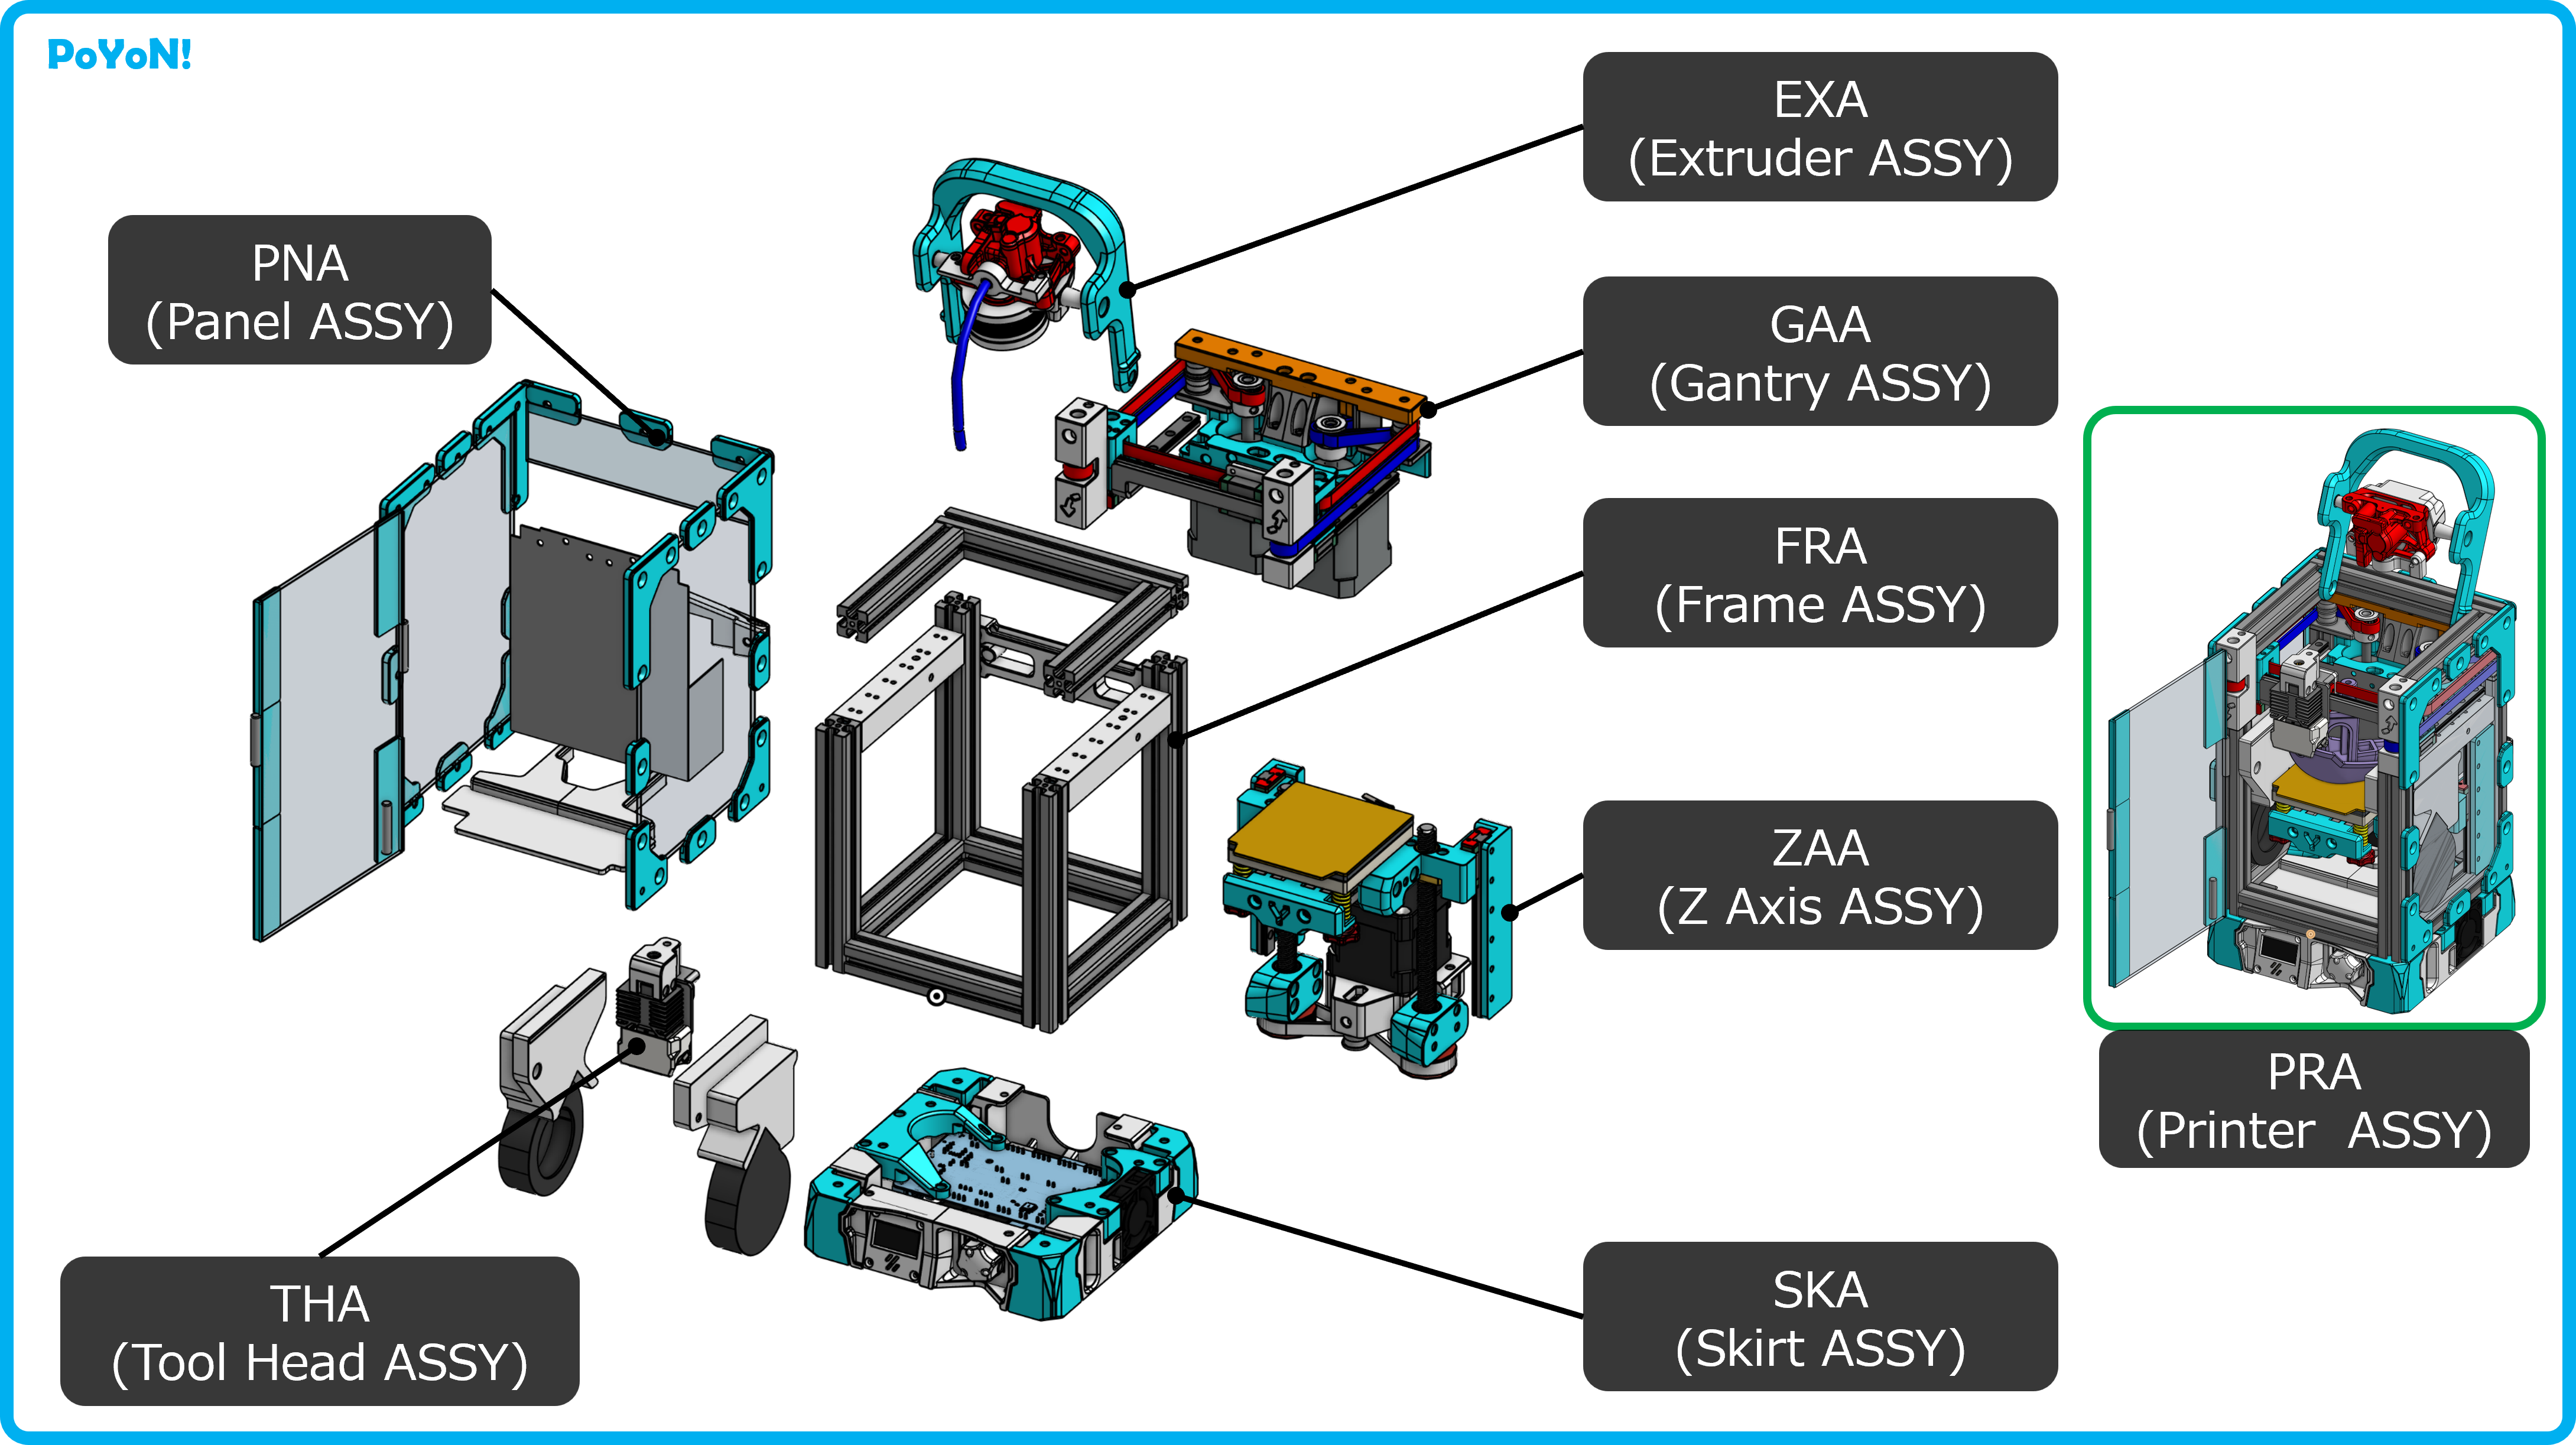 PoYoN!
EXA
(Extruder ASSY)
PNA
(Panel ASSY)
GAA
(Gantry ASSY)
FRA
(Frame ASSY)
ZAA
(Z Axis ASSY)
PRA
(Printer  ASSY)
THA
(Tool Head ASSY)
SKA
(Skirt ASSY)